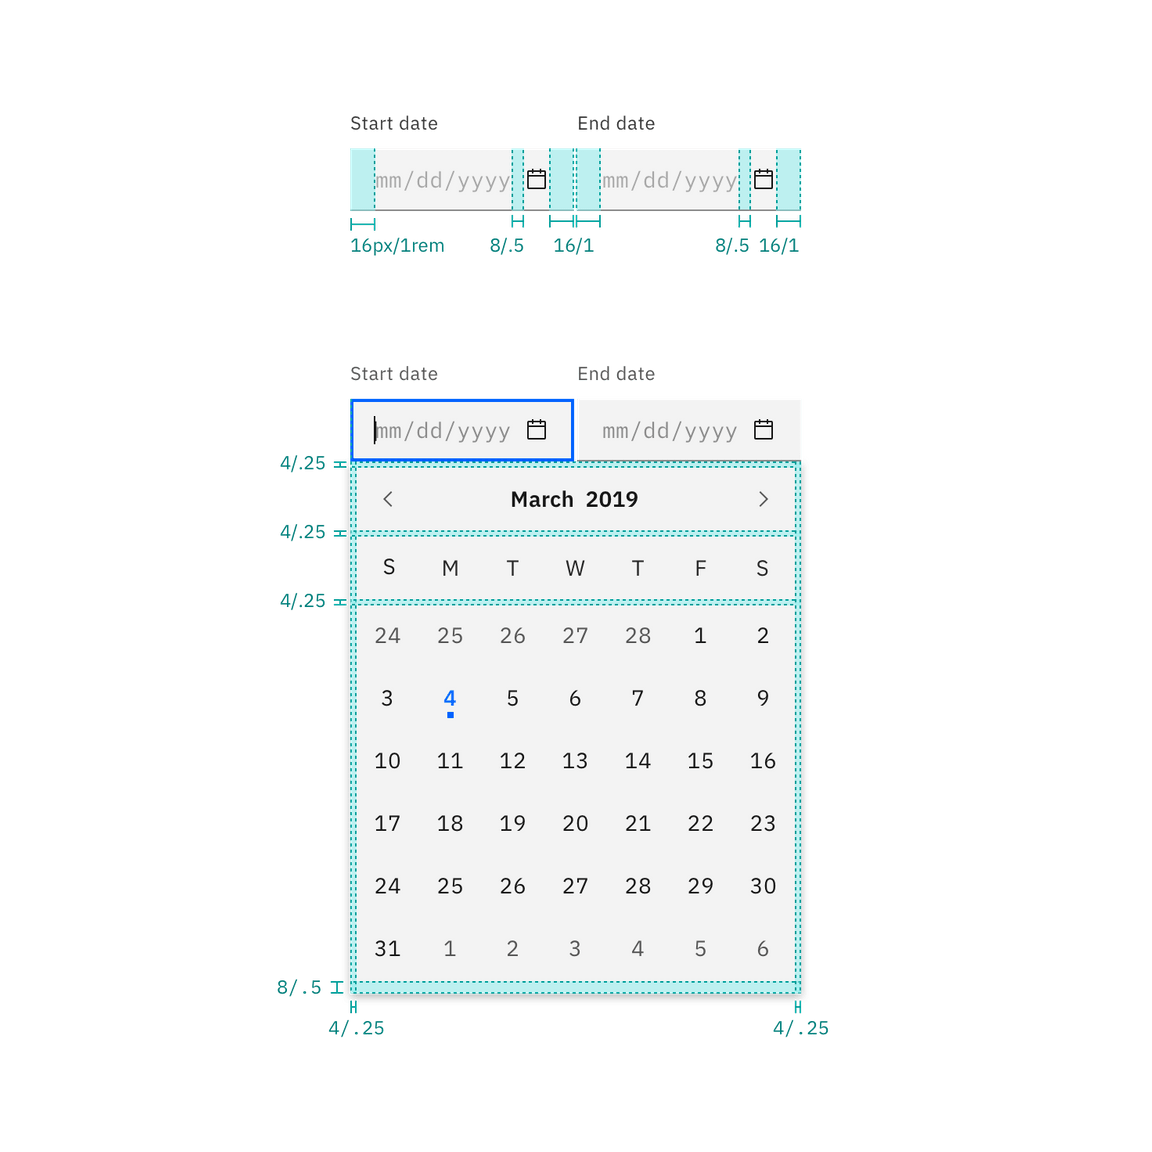 Start date End date
mm/dd/yyyy mm/dd/yyyy
16px/1rem 8/.5 16/1 8/.5 16/1
Start date End date
mm/dd/yyyy mm/dd/yyyy
4/.25
March 2019
4/.25
S M T W T F S
4/.25
24 25 26 27 28 1 2
3 4 5 6 7 8 9
10 11 12 13 14 15 16
17 18 19 20 21 22 23
24 25 26 27 28 29 30
31 1 2 3 4 5 6
8/.5
4/.25 4/.25